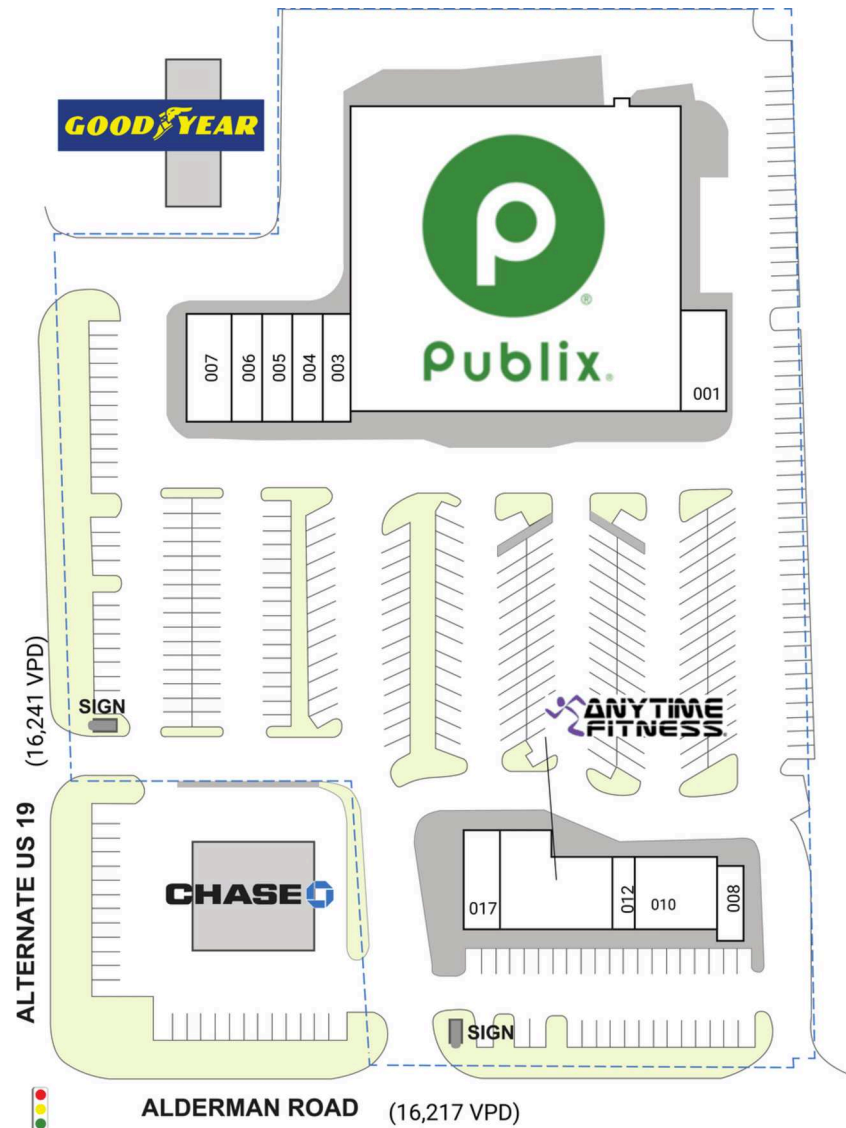 GOODYEAR
P
®
Publix®
007
006
005
004
003
001
(16,241 VPD)
SIGN
ANYTIME
FITNESS®
ALTERNATE US 19
CHASE
017
012
010
008
SIGN
ALDERMAN ROAD
(16,217 VPD)